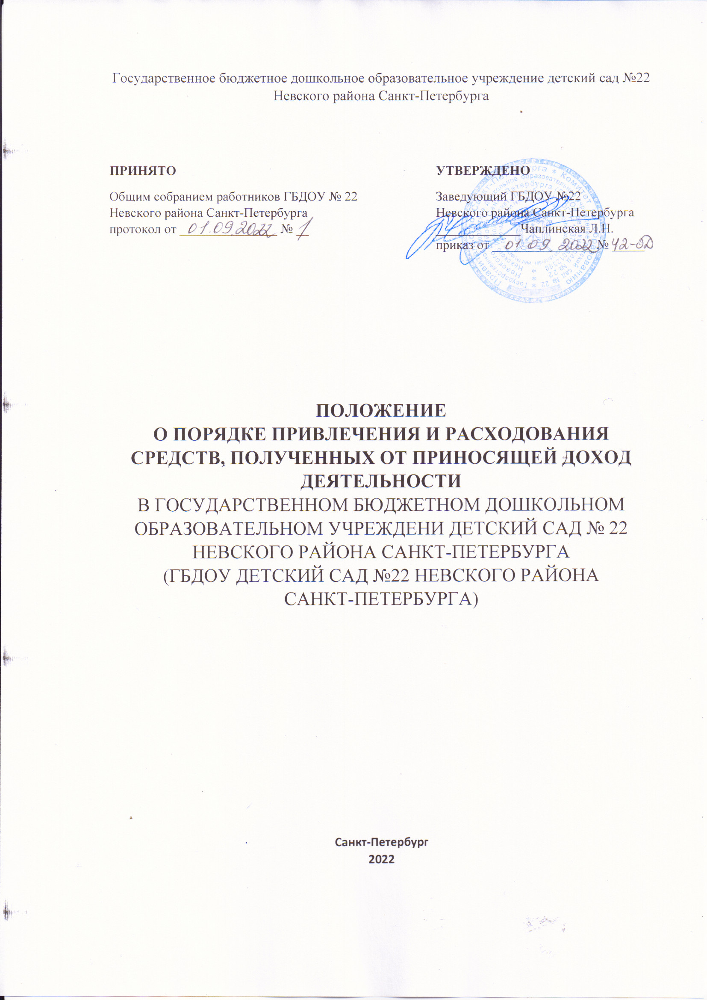 Государственное бюджетное дошкольное образовательное учреждение детский сад №22
Невского района Санкт-Петербурга
ПРИНЯТО
Общим собранием работников ГБДОУ № 22
Невского района Санкт-Петербурга
протокол от 01.09.2022 № 1
УТВЕРЖДЕНО
Заведующий ГБДОУ №22
Невского района Санкт-Петербурга
Чаплинская Л.Н.
приказ от 01.09 2022 № 42-ОД
ПОЛОЖЕНИЕ
О ПОРЯДКЕ ПРИВЛЕЧЕНИЯ И РАСХОДОВАНИЯ
СРЕДСТВ, ПОЛУЧЕННЫХ ОТ ПРИНОСЯЩЕЙ ДОХОД
ДЕЯТЕЛЬНОСТИ
В ГОСУДАРСТВЕННОМ БЮДЖЕТНОМ ДОШКОЛЬНОМ
ОБРАЗОВАТЕЛЬНОМ УЧРЕЖДЕНИ ДЕТСКИЙ САД № 22
НЕВСКОГО РАЙОНА САНКТ-ПЕТЕРБУРГА
(ГБДОУ ДЕТСКИЙ САД №22 НЕВСКОГО РАЙОНА
САНКТ-ПЕТЕРБУРГА)
Санкт-Петербург
2022